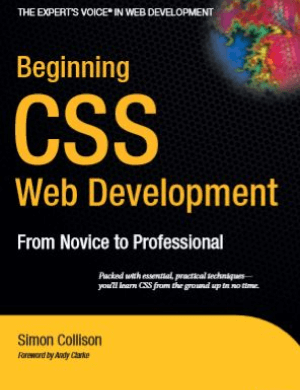 THE EXPERT'S VOICE® IN WEB DEVELOPMENT
Beginning
CSS
Web Development
From Novice to Professional
Packed with essential, practical techniques—
you'll learn CSS from the ground up in no time.
Simon Collison
Foreword by Andy Clarke